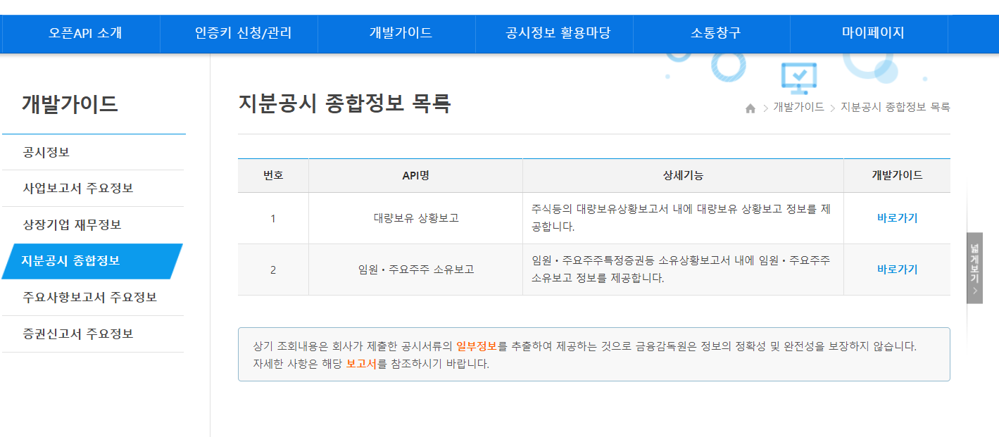 오픈API 소개 인증키 신청/관리 개발가이드 공시정보 활용마당 소통창구 마이페이지
개발가이드
공시정보
사업보고서 주요정보
상장기업 재무정보
지분공시 종합정보
주요사항보고서 주요정보
증권신고서 주요정보
지분공시 종합정보 목록
개발가이드 > 지분공시 종합정보 목록
번호 API명 상세기능 개발가이드
1 대량보유 상황보고 주식등의 대량보유상황보고서 내에 대량보유 상황보고 정보를 제
공합니다. 바로가기
2 임원・주요주주 소유보고 임원・주요주주특정증권등 소유상황보고서 내에 임원・주요주주
소유보고 정보를 제공합니다. 바로가기
상기 조회내용은 회사가 제출한 공시서류의 일부정보를 추출하여 제공하는 것으로 금융감독원은 정보의 정확성 및 완전성을 보장하지 않습니다.
자세한 사항은 해당 보고서를 참조하시기 바랍니다.
넓게보기 >